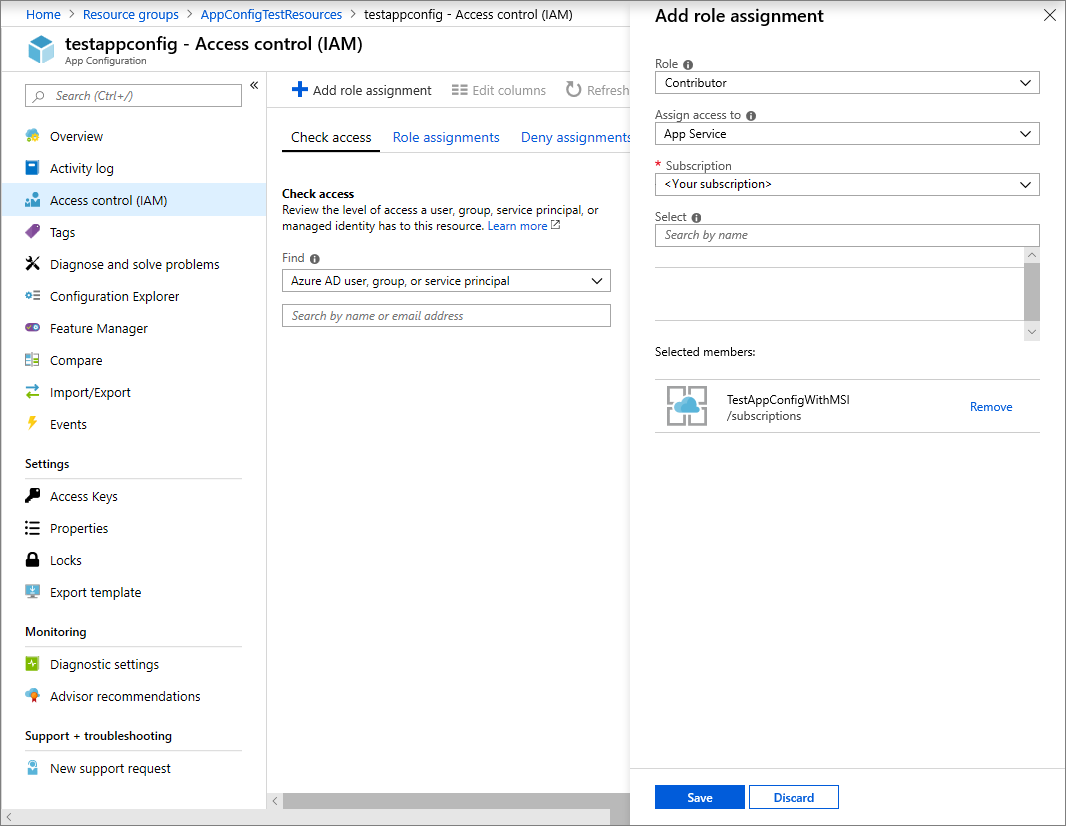 Home > Resource groups > AppConfigTestResources > testappconfig - Access control (IAM)
testappconfig - Access control (IAM)
App Configuration
Search (Ctrl+/)
Overview
Activity log
Access control (IAM)
Tags
Diagnose and solve problems
Configuration Explorer
Feature Manager
Compare
Import/Export
Events
Settings
Access Keys
Properties
Locks
Export template
Monitoring
Diagnostic settings
Advisor recommendations
Support + troubleshooting
New support request
Add role assignment Edit columns Refresh
Check access Role assignments Deny assignments
Check access
Review the level of access a user, group, service principal, or
managed identity has to this resource. Learn more
Find
Azure AD user, group, or service principal
Search by name or email address
Add role assignment
Role
Contributor
Assign access to
App Service
* Subscription
<Your subscription>
Select
Search by name
Selected members:
TestAppConfigWithMSI
/subscriptions
Remove
Save Discard